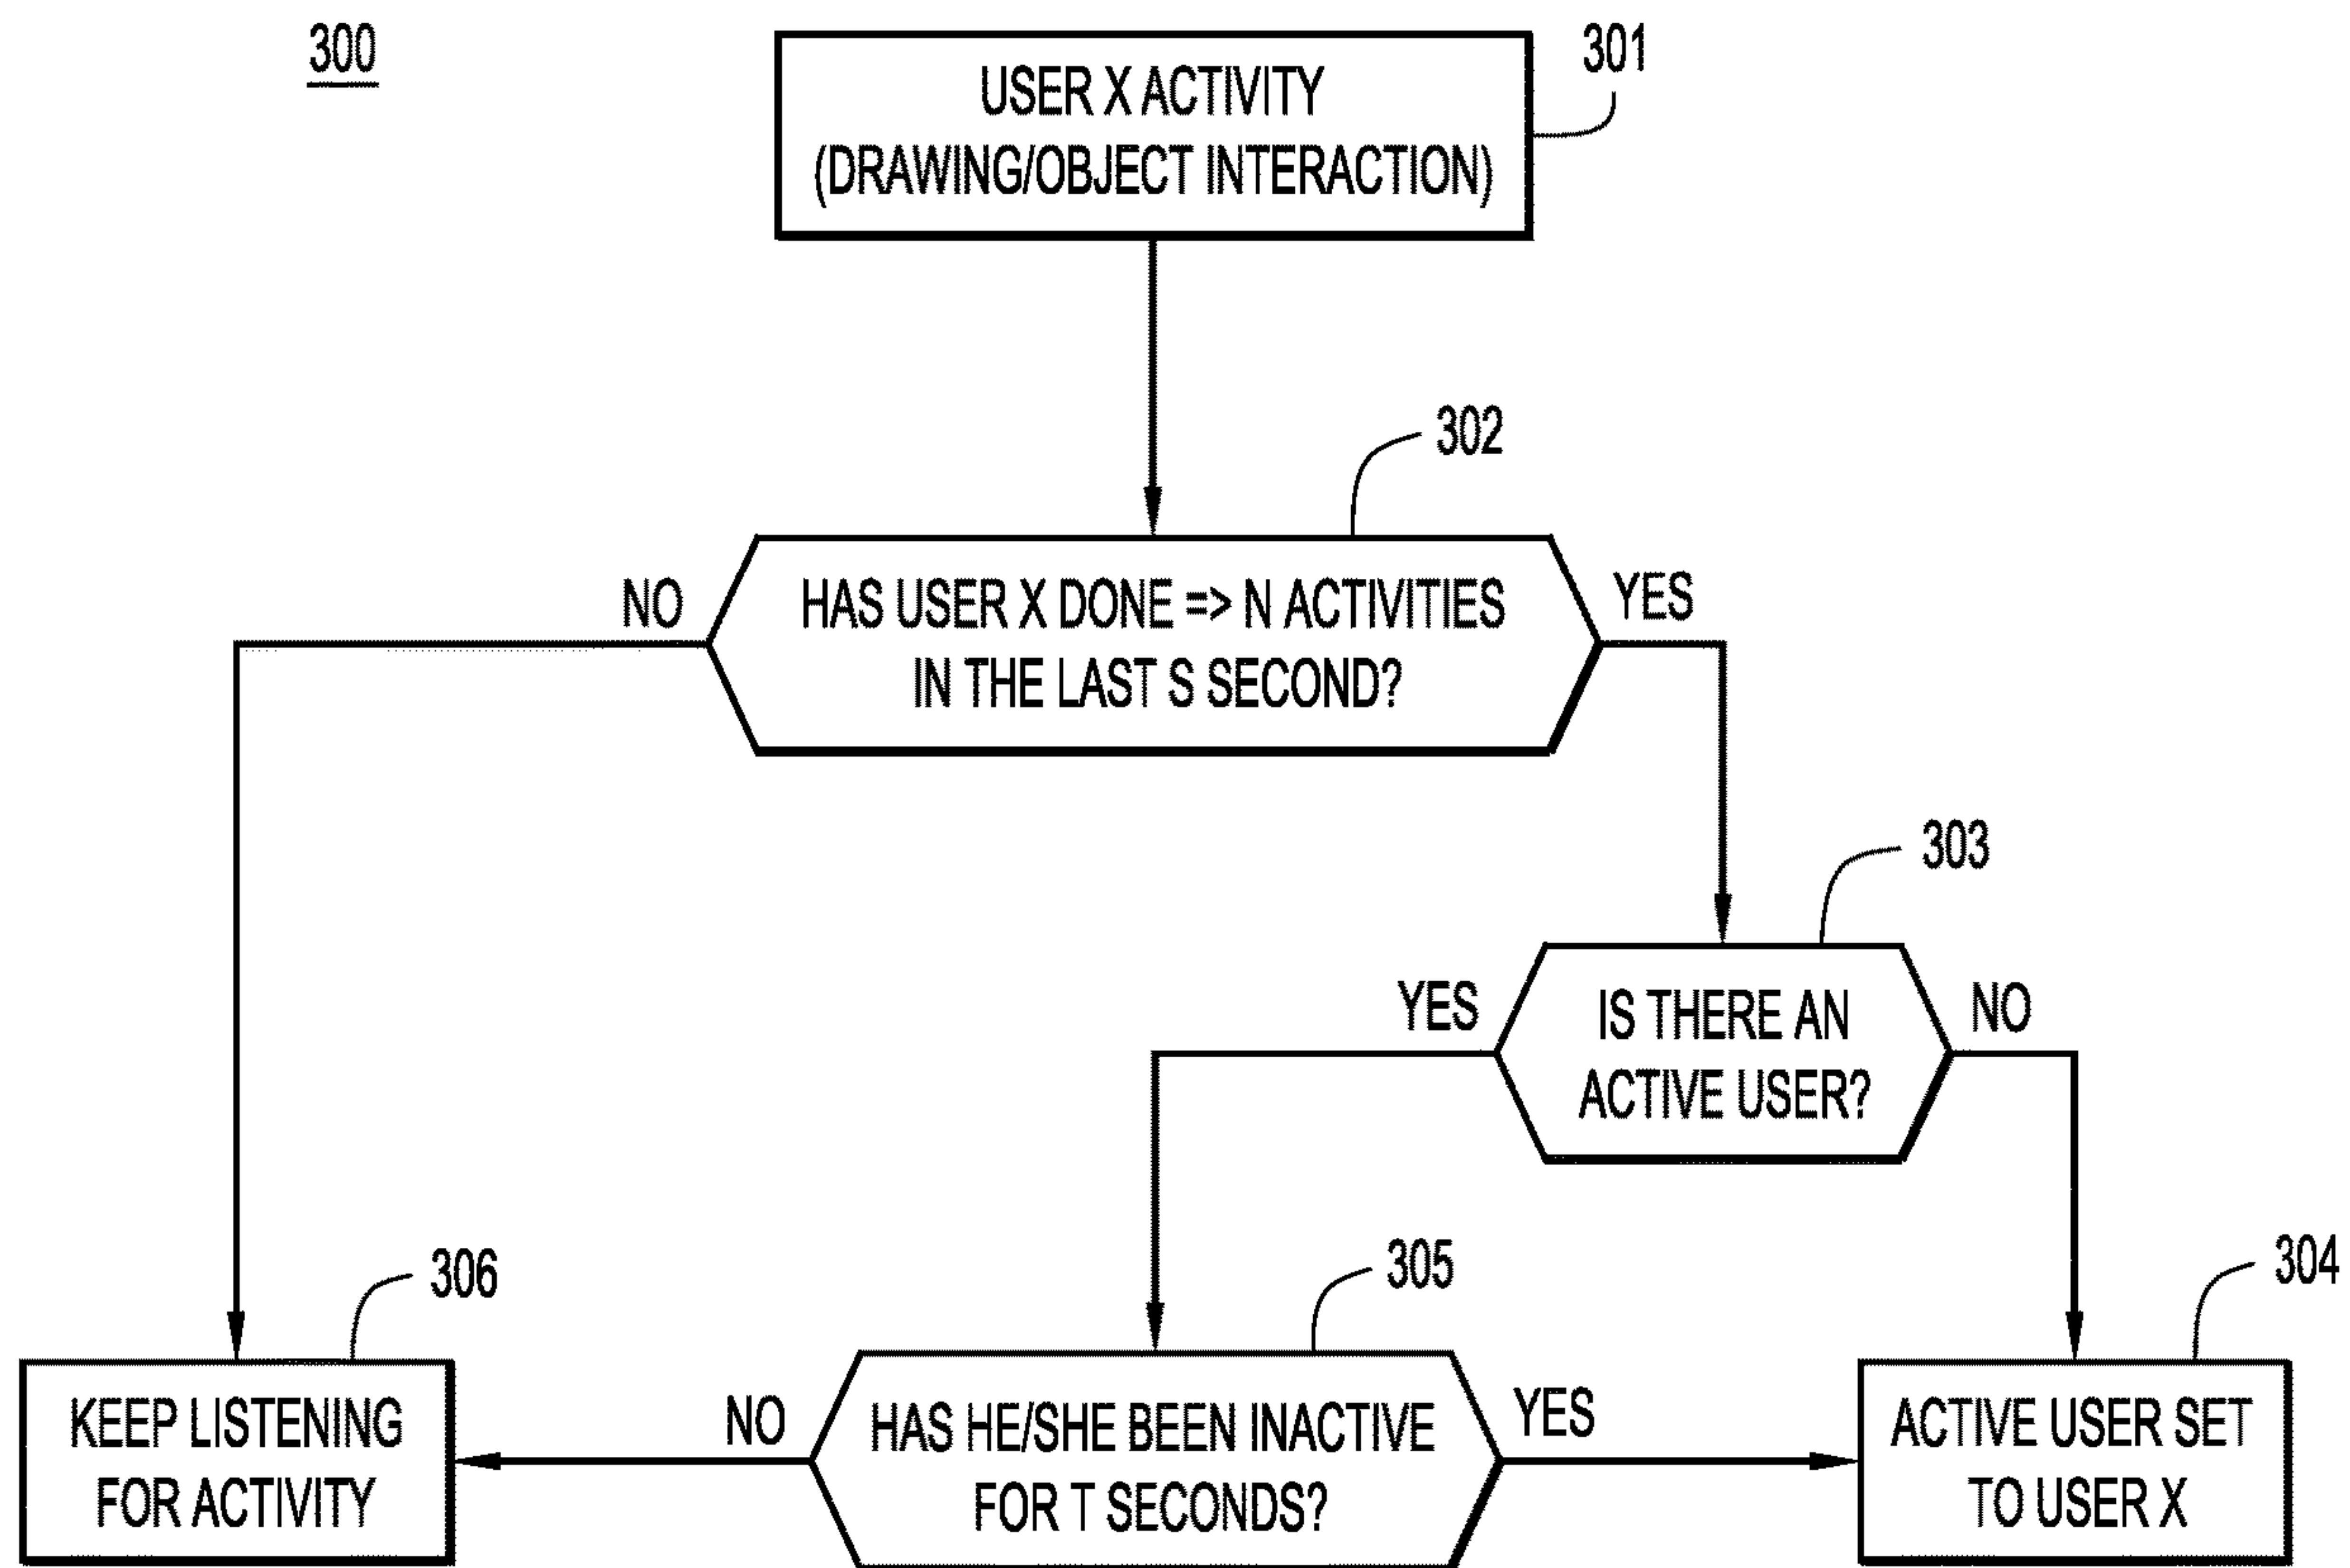 300
301
USER X ACTIVITY
(DRAWING/OBJECT INTERACTION)
302
NO
HAS USER X DONE => N ACTIVITIES
IN THE LAST S SECOND?
YES
303
YES
IS THERE AN
ACTIVE USER?
NO
306
305
304
KEEP LISTENING
FOR ACTIVITY
NO
HAS HE/SHE BEEN INACTIVE
FOR T SECONDS?
YES
ACTIVE USER SET
TO USER X